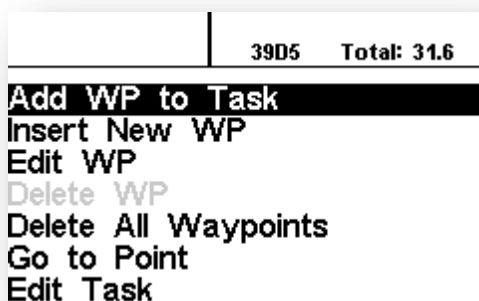 39D5 Total: 31.6
Add WP to Task
Insert New WP
Edit WP
Delete WP
Delete All Waypoints
Go to Point
Edit Task